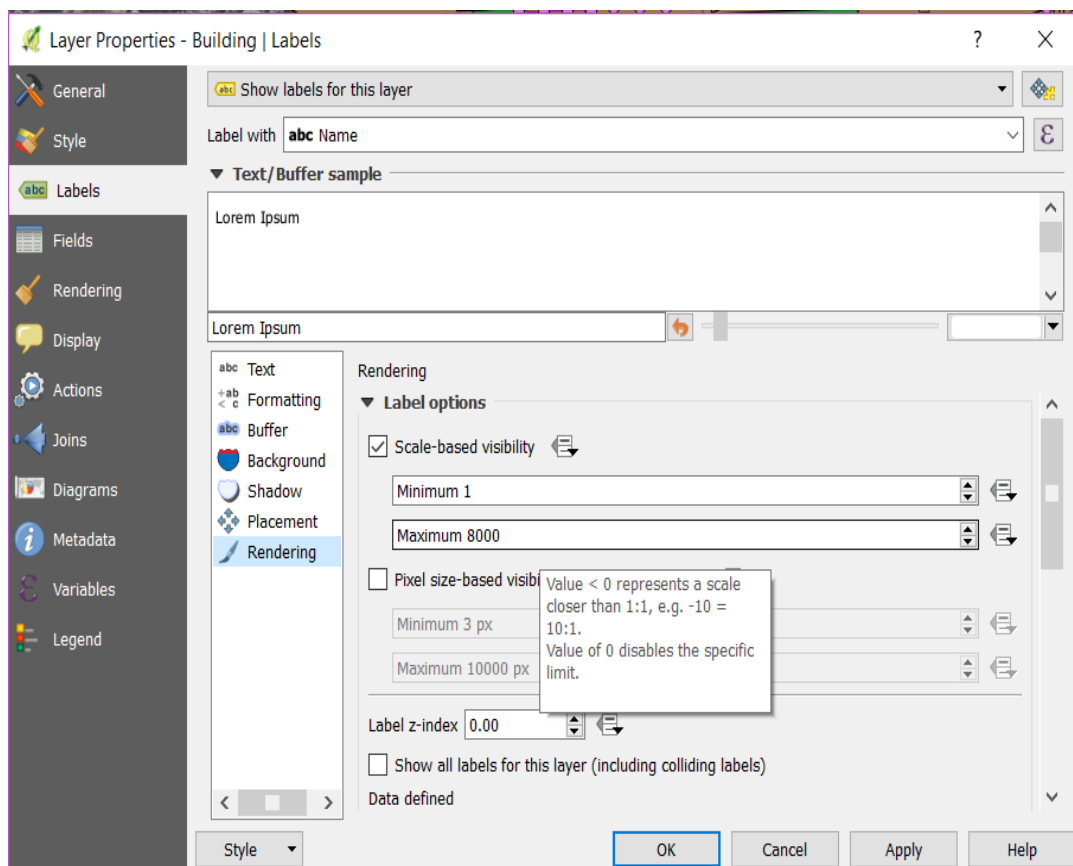 Layer Properties - Building | Labels
?
General
Style
Labels
Fields
Rendering
Display
Actions
Joins
Diagrams
Metadata
Variables
Legend
abc Show labels for this layer
Label with abc Name
ε
Text/Buffer sample
Lorem Ipsum
Lorem Ipsum
abc Text
+ab < c Formatting
abc Buffer
Background
Shadow
Placement
Rendering
Rendering
Label options
Scale-based visibility
Minimum 1
Maximum 8000
Pixel size-based visibi
Minimum 3 px
Maximum 10000 px
Value < 0 represents a scale
closer than 1:1, e.g. -10 =
10:1.
Value of 0 disables the specific
limit.
Label z-index 0.00
Show all labels for this layer (including colliding labels)
Data defined
Style
OK
Cancel
Apply
Help